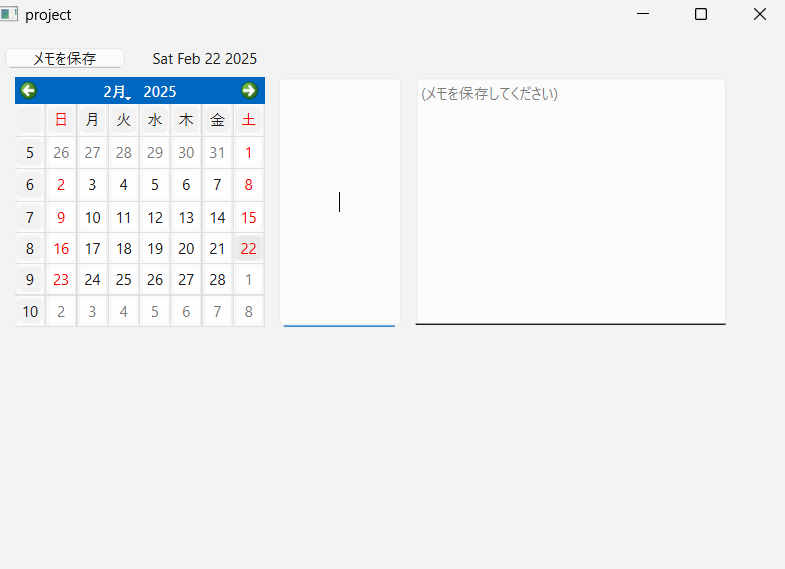 project
メモを保存 Sat Feb 22 2025
2月 2025
日 月 火 水 木 金 土
5 26 27 28 29 30 31 1
6 2 3 4 5 6 7 8
7 9 10 11 12 13 14 15
8 16 17 18 19 20 21 22
9 23 24 25 26 27 28 1
10 2 3 4 5 6 7 8
(メモを保存してください)